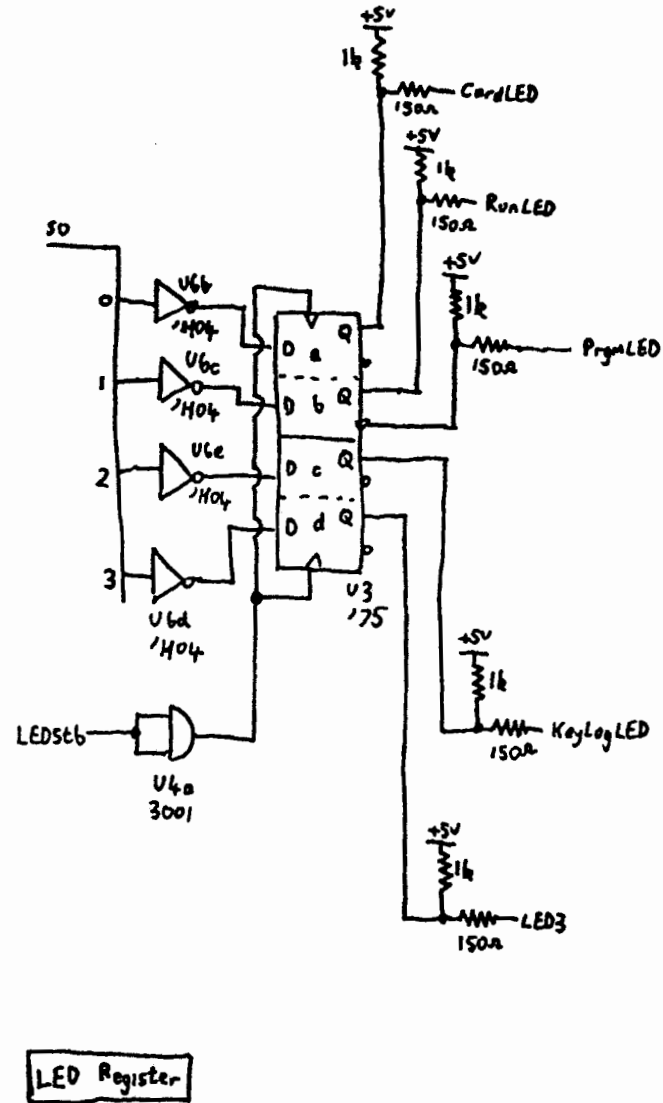 +5V
1k
150Ω
CardLED
+5V
1k
150Ω
RunLED
+5V
1k
150Ω
PrgmLED
SO
0
U6b
'H04
1
U6c
'H04
2
U6e
'H04
3
U6d
'H04
D a Q
D b Q
D c Q
D d Q
U3
'75
LEDStb
U4a
3001
+5V
1k
150Ω
KeyLogLED
+5V
1k
150Ω
LED3
LED Register